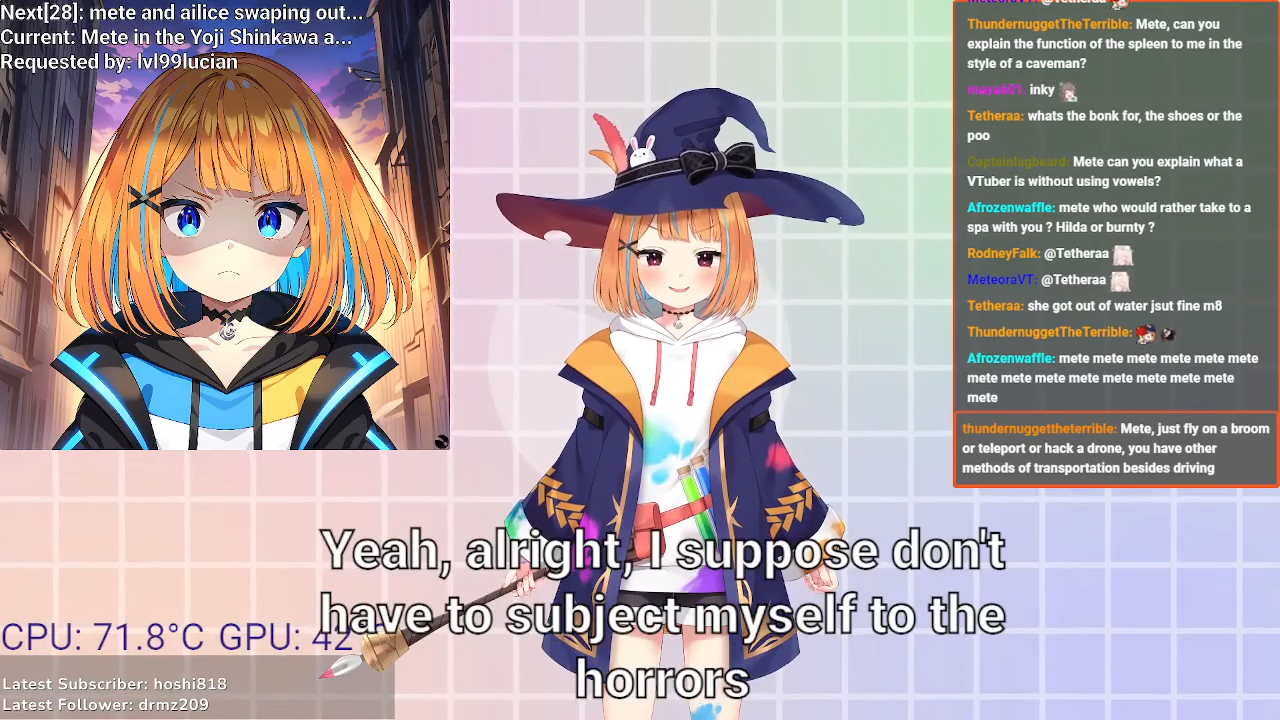 Next[28]: mete and ailice swaping out...
Current: Mete in the Yoji Shinkawa a...
Requested by: lvl99lucian
@Tetheraa
ThundernuggetTheTerrible: Mete, can you
explain the function of the spleen to me in the
style of a caveman?
inky
Tetheraa: whats the bonk for, the shoes or the
poo
Captainlagbeard: Mete can you explain what a
VTuber is without using vowels?
Afrozenwaffle: mete who would rather take to a
spa with you ? Hilda or burnty ?
RodneyFalk: @Tetheraa
MeteoraVT: @Tetheraa
Tetheraa: she got out of water jsut fine m8
ThundernuggetTheTerrible:
Afrozenwaffle: mete mete mete mete mete mete
mete mete mete mete mete mete mete mete
mete
thundernuggettheterrible: Mete, just fly on a broom
or teleport or hack a drone, you have other
methods of transportation besides driving
Yeah, alright, I suppose don't
have to subject myself to the
horrors
CPU: 71.8°C GPU: 42
Latest Subscriber: hoshi818
Latest Follower: drmz209